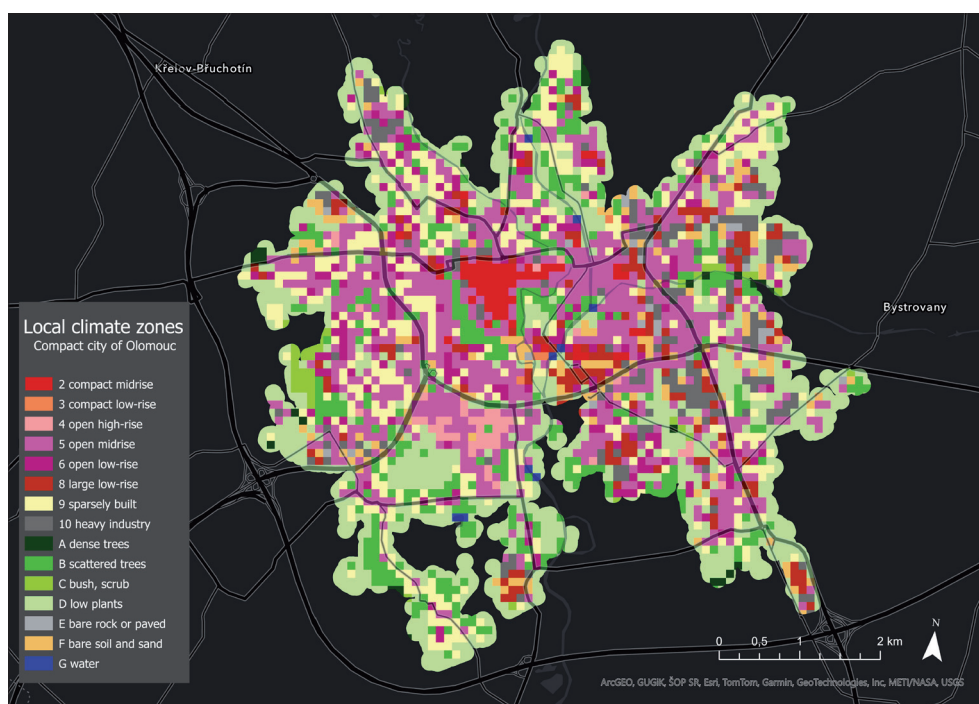 Křelov-Břuchotín
Bystrovany
Local climate zones
Compact city of Olomouc
2 compact midrise
3 compact low-rise
4 open high-rise
5 open midrise
6 open low-rise
8 large low-rise
9 sparsely built
10 heavy industry
A dense trees
B scattered trees
C bush, scrub
D low plants
E bare rock or paved
F bare soil and sand
G water
0 0,5 1 2 km
N
ArcGEO, GUGIK, ŠOP SR, Esri, TomTom, Garmin, GeoTechnologies, Inc, METI/NASA, USGS